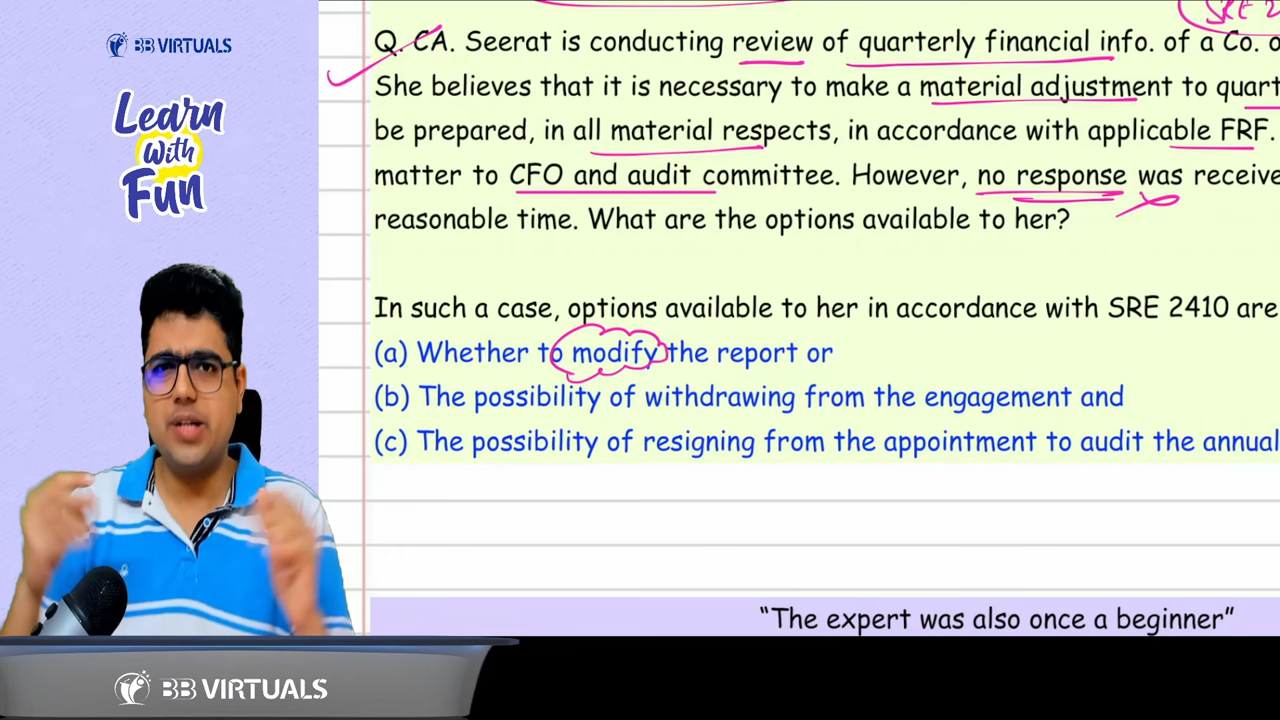 BB VIRTUALS
Learn
With
Fun
SRE 2
Q. CA. Seerat is conducting review of quarterly financial info. of a Co. o
She believes that it is necessary to make a material adjustment to quart
be prepared, in all material respects, in accordance with applicable FRF.
matter to CFO and audit committee. However, no response was receive
reasonable time. What are the options available to her?
In such a case, options available to her in accordance with SRE 2410 are
(a) Whether to modify the report or
(b) The possibility of withdrawing from the engagement and
(c) The possibility of resigning from the appointment to audit the annual
“The expert was also once a beginner”
BB VIRTUALS